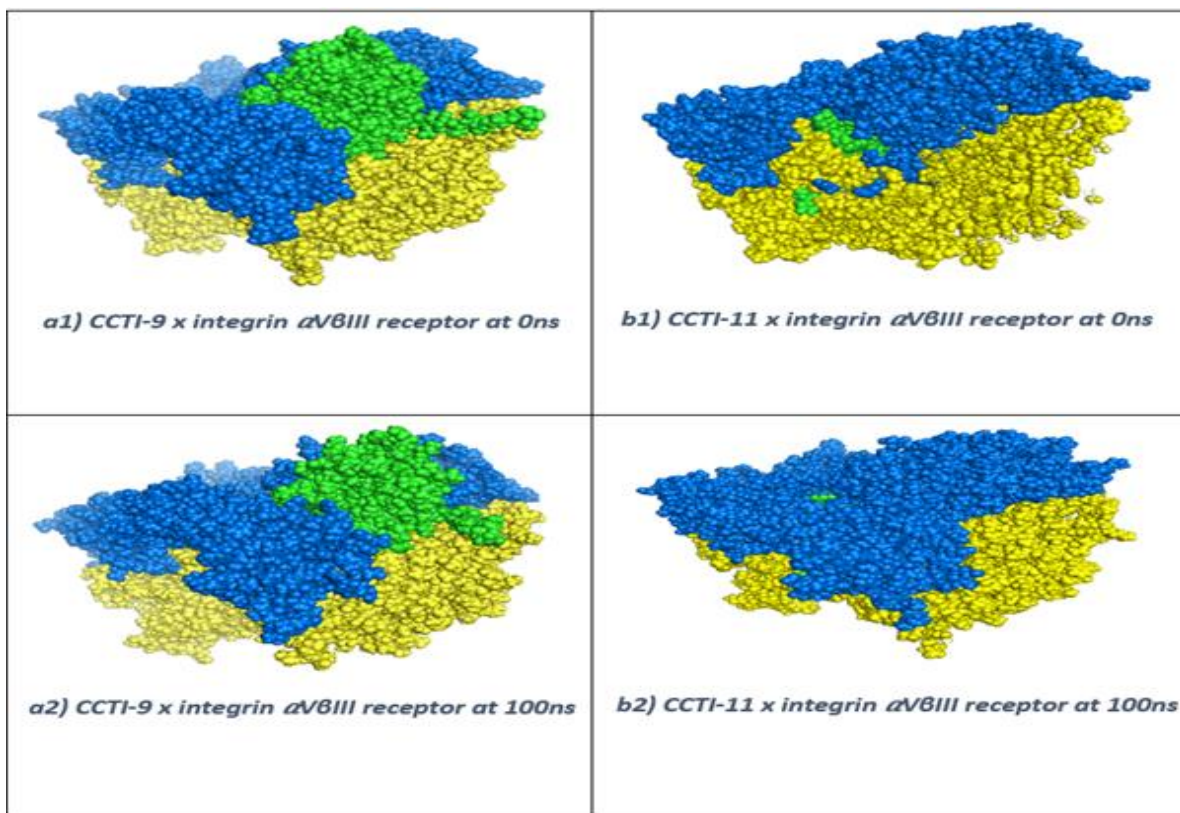 a1) CCTI-9 x integrin αVβIII receptor at 0ns
b1) CCTI-11 x integrin αVβIII receptor at 0ns
a2) CCTI-9 x integrin αVβIII receptor at 100ns
b2) CCTI-11 x integrin αVβIII receptor at 100ns